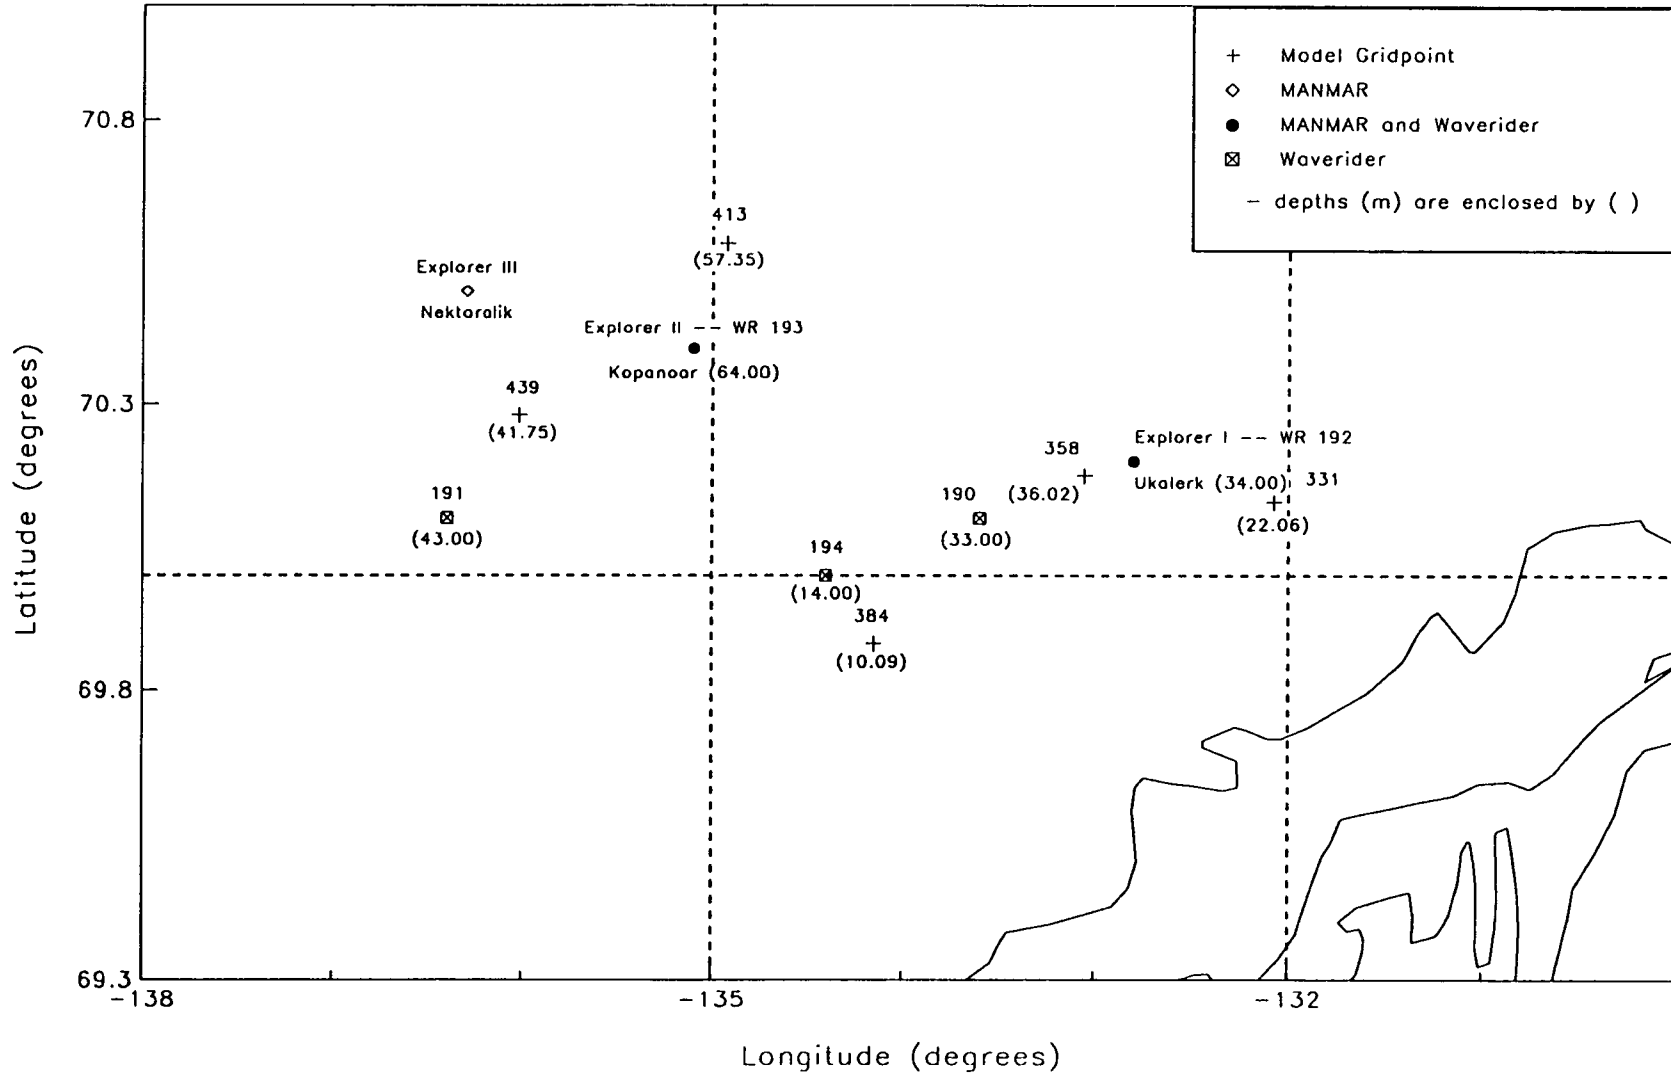 + Model Gridpoint
MANMAR
MANMAR and Waverider
Waverider
– depths (m) are enclosed by ( )
70.8
413
(57.35)
Explorer III
Nektoralik
Explorer II –– WR 193
Kopanoar (64.00)
439
(41.75)
70.3
Explorer I –– WR 192
358
Ukalerk (34.00)
331
(36.02)
191
190
(22.06)
(43.00)
(33.00)
194
(14.00)
384
(10.09)
69.8
69.3
-138
-135
-132
Latitude (degrees)
Longitude (degrees)